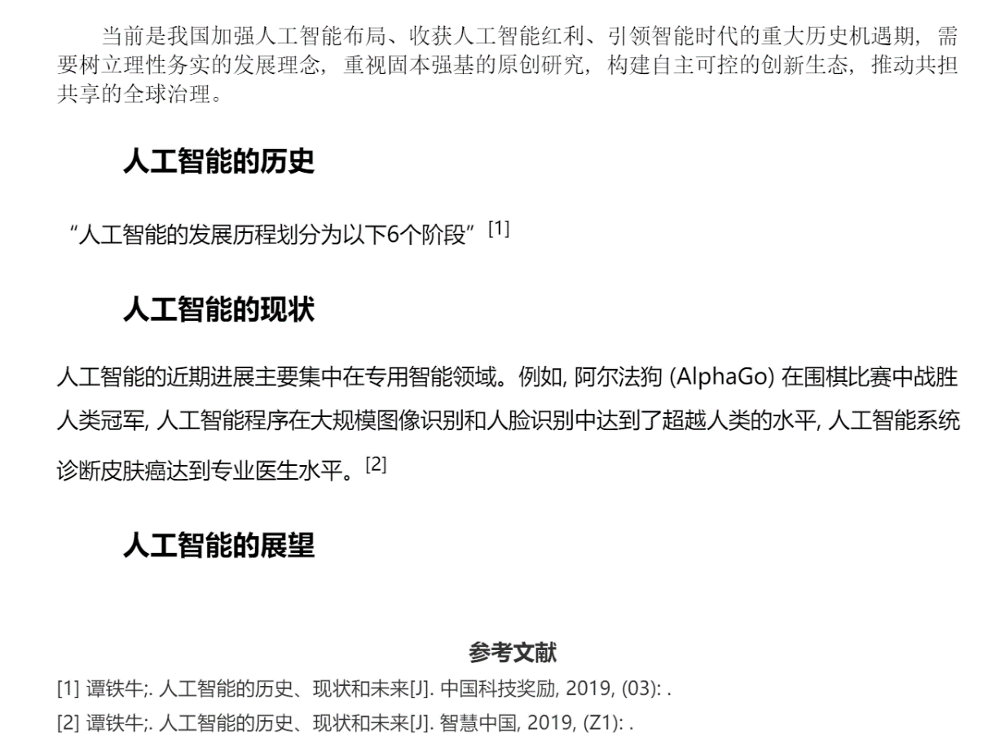 当前是我国加强人工智能布局、收获人工智能红利、引领智能时代的重大历史机遇期, 需
要树立理性务实的发展理念, 重视固本强基的原创研究, 构建自主可控的创新生态, 推动共担
共享的全球治理。
人工智能的历史
“人工智能的发展历程划分为以下6个阶段”[1]
人工智能的现状
人工智能的近期进展主要集中在专用智能领域。例如, 阿尔法狗 (AlphaGo) 在围棋比赛中战胜
人类冠军, 人工智能程序在大规模图像识别和人脸识别中达到了超越人类的水平, 人工智能系统
诊断皮肤癌达到专业医生水平。[2]
人工智能的展望
参考文献
[1] 谭铁牛;. 人工智能的历史、现状和未来[J]. 中国科技奖励, 2019, (03): .
[2] 谭铁牛;. 人工智能的历史、现状和未来[J]. 智慧中国, 2019, (Z1): .